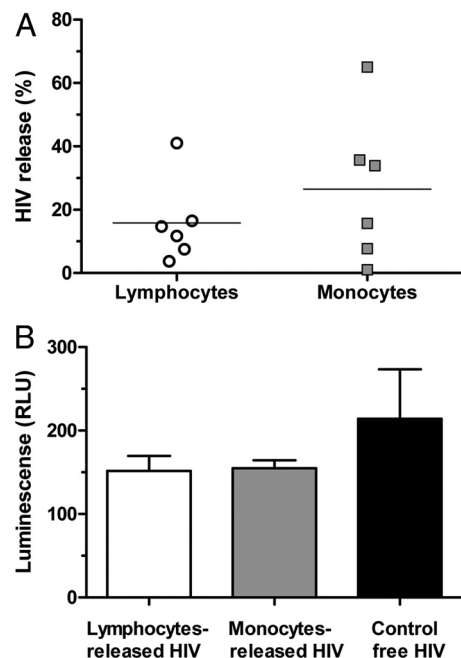 A
HIV release (%)
80
60
40
20
0
Lymphocytes
Monocytes
B
Luminescense (RLU)
300
200
100
0
Lymphocytes-
released HIV
Monocytes-
released HIV
Control
free HIV